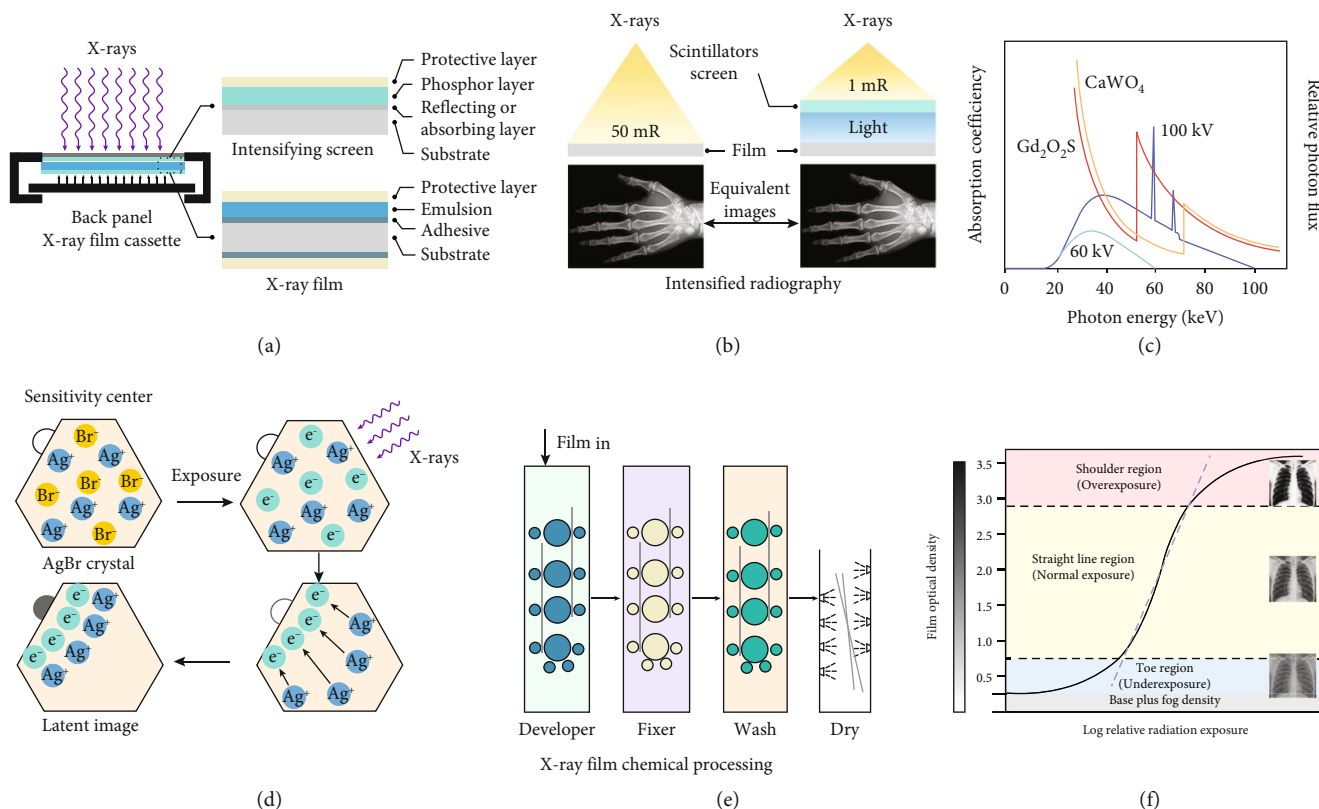 X-rays
Protective layer
Phosphor layer
Reflecting or
absorbing layer
Substrate
Intensifying screen
Protective layer
Emulsion
Adhesive
Substrate
X-ray film
Back panel
X-ray film cassette
(a)
X-rays
X-rays
Scintillators
screen
1 mR
50 mR
Light
Film
Equivalent
images
Intensified radiography
(b)
Absorption coefficiency
Relative photon
flux
CaWO₄
Gd₂O₂S
100 kV
60 kV
0
20
40
60
80
100
Photon energy (keV)
(c)
Sensitivity center
Br⁻
Ag⁺
Ag⁺
Br⁻
Br⁻
Br⁻
Ag⁺
Ag⁺
Ag⁺
Br⁻
AgBr crystal
Exposure
X-rays
e⁻
Ag⁺
Ag⁺
e⁻
e⁻
e⁻
Ag⁺
Ag⁺
Ag⁺
e⁻
e⁻
e⁻
e⁻
e⁻
Ag⁺
Ag⁺
Ag⁺
Ag⁺
e⁻
Ag⁺
e⁻
Ag⁺
e⁻
Ag⁺
e⁻
Ag⁺
Latent image
(d)
Film in
Developer
Fixer
Wash
Dry
X-ray film chemical processing
(e)
Film optical density
3.5
3.0
2.5
2.0
1.5
1.0
0.5
Shoulder region
(Overexposure)
Straight line region
(Normal exposure)
Toe region
(Underexposure)
Base plus fog density
Log relative radiation exposure
(f)